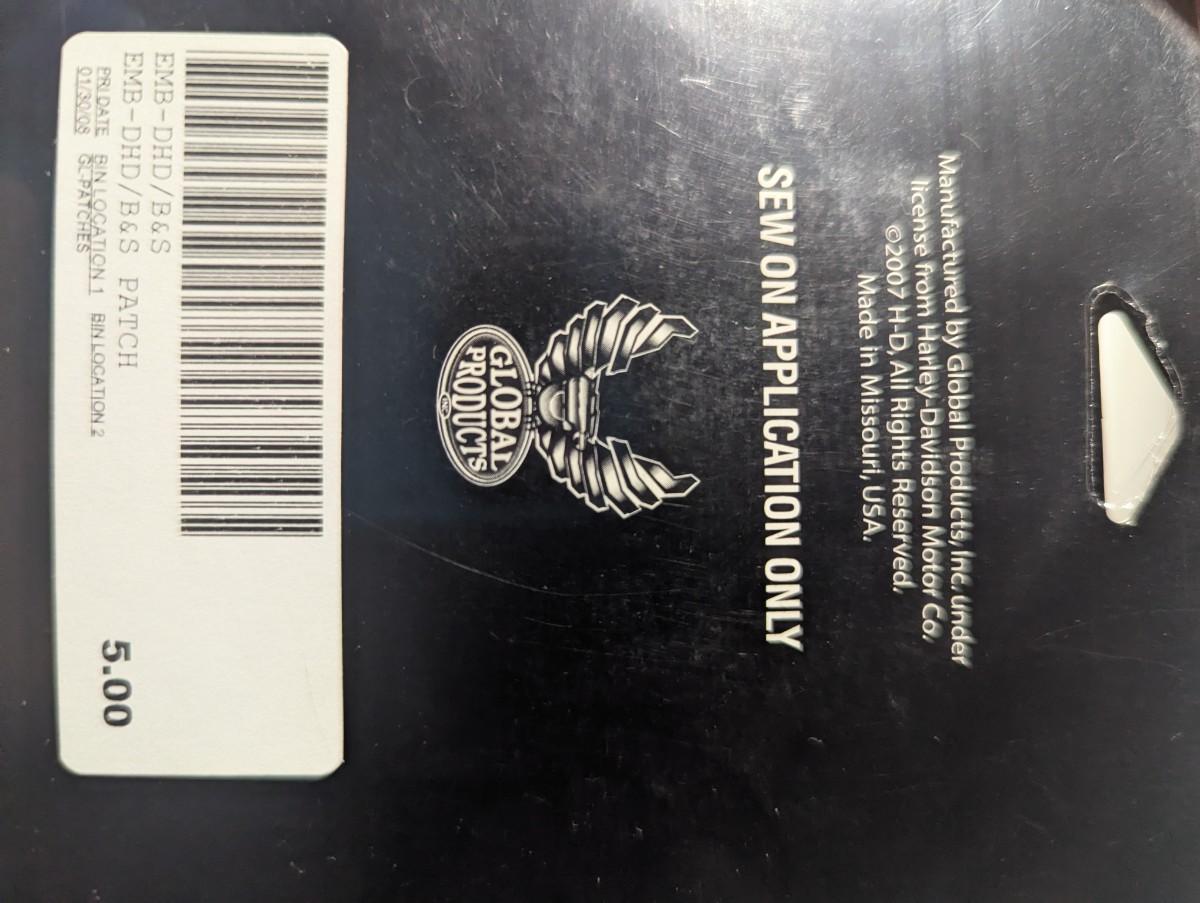 Manufactured by Global Products, Inc. under
license from Harley-Davidson Motor Co.
©2007 H-D, All Rights Reserved.
Made in Missouri, USA.
SEW ON APPLICATION ONLY
GLOBAL
PRODUCTS
INC
EMB-DHD/B&S
EMB-DHD/B&S PATCH
PRI DATE BIN LOCATION 1 BIN LOCATION 2
01/30/08 GL-PATCHES
5.00